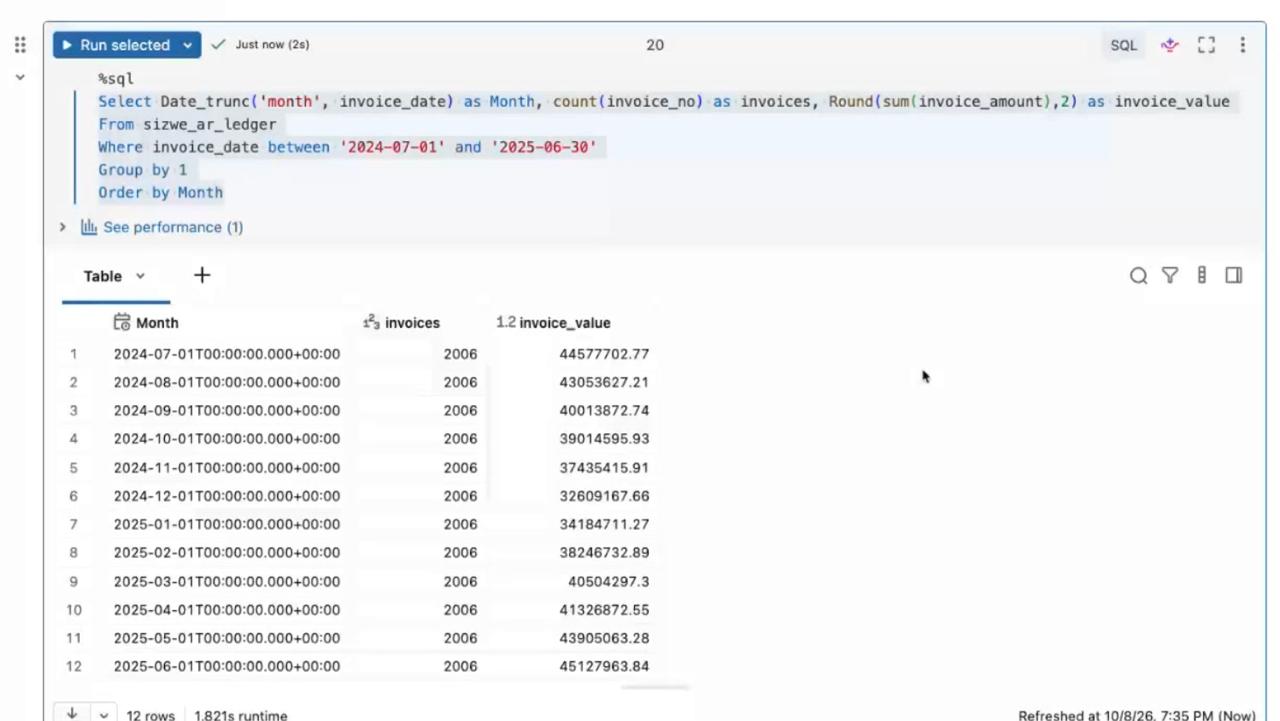 Run selected Just now (2s) 20 SQL
%sql
Select Date_trunc('month', invoice_date) as Month, count(invoice_no) as invoices, Round(sum(invoice_amount),2) as invoice_value
From sizwe_ar_ledger
Where invoice_date between '2024-07-01' and '2025-06-30'
Group by 1
Order by Month
See performance (1)
Table +
Month 1²3 invoices 1.2 invoice_value
1 2024-07-01T00:00:00.000+00:00 2006 44577702.77
2 2024-08-01T00:00:00.000+00:00 2006 43053627.21
3 2024-09-01T00:00:00.000+00:00 2006 40013872.74
4 2024-10-01T00:00:00.000+00:00 2006 39014595.93
5 2024-11-01T00:00:00.000+00:00 2006 37435415.91
6 2024-12-01T00:00:00.000+00:00 2006 32609167.66
7 2025-01-01T00:00:00.000+00:00 2006 34184711.27
8 2025-02-01T00:00:00.000+00:00 2006 38246732.89
9 2025-03-01T00:00:00.000+00:00 2006 40504297.3
10 2025-04-01T00:00:00.000+00:00 2006 41326872.55
11 2025-05-01T00:00:00.000+00:00 2006 43905063.28
12 2025-06-01T00:00:00.000+00:00 2006 45127963.84
12 rows 1.821s runtime Refreshed at 10/8/26, 7:35 PM (Now)